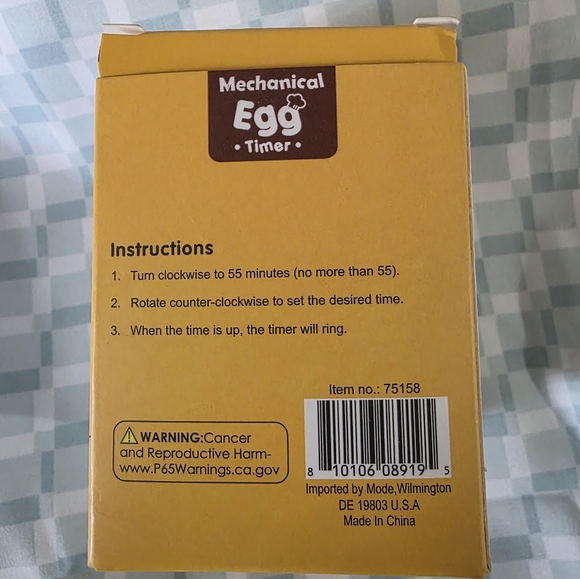 Mechanical
Egg
• Timer •
Instructions
1. Turn clockwise to 55 minutes (no more than 55).
2. Rotate counter-clockwise to set the desired time.
3. When the time is up, the timer will ring.
Item no.: 75158
WARNING:Cancer
and Reproductive Harm-
www.P65Warnings.ca.gov
8 10106 08919 5
Imported by Mode,Wilmington
DE 19803 U.S.A
Made In China